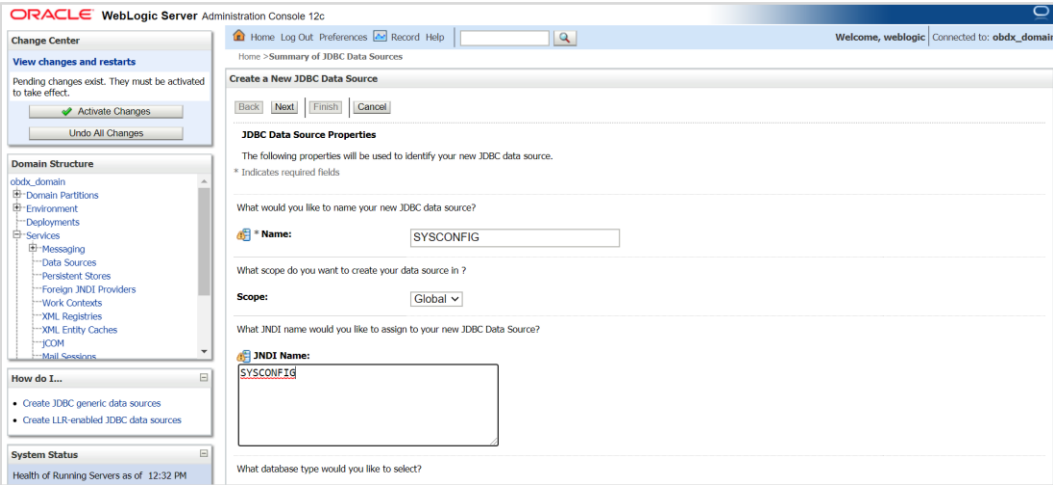 ORACLE WebLogic Server Administration Console 12c
Change Center
View changes and restarts
Pending changes exist. They must be activated
to take effect.
Activate Changes
Undo All Changes
Domain Structure
obdx_domain
Domain Partitions
Environment
Deployments
Services
Messaging
Data Sources
Persistent Stores
Foreign JNDI Providers
Work Contexts
XML Registries
XML Entity Caches
jCOM
Mail Sessions
How do I...
Create JDBC generic data sources
Create LLR-enabled JDBC data sources
System Status
Health of Running Servers as of 12:32 PM
Home Log Out Preferences Record Help
Welcome, weblogic Connected to: obdx_domain
Home >Summary of JDBC Data Sources
Create a New JDBC Data Source
Back Next Finish Cancel
JDBC Data Source Properties
The following properties will be used to identify your new JDBC data source.
* Indicates required fields
What would you like to name your new JDBC data source?
* Name: SYSCONFIG
What scope do you want to create your data source in ?
Scope: Global
What JNDI name would you like to assign to your new JDBC Data Source?
JNDI Name:
SYSCONFIG
What database type would you like to select?